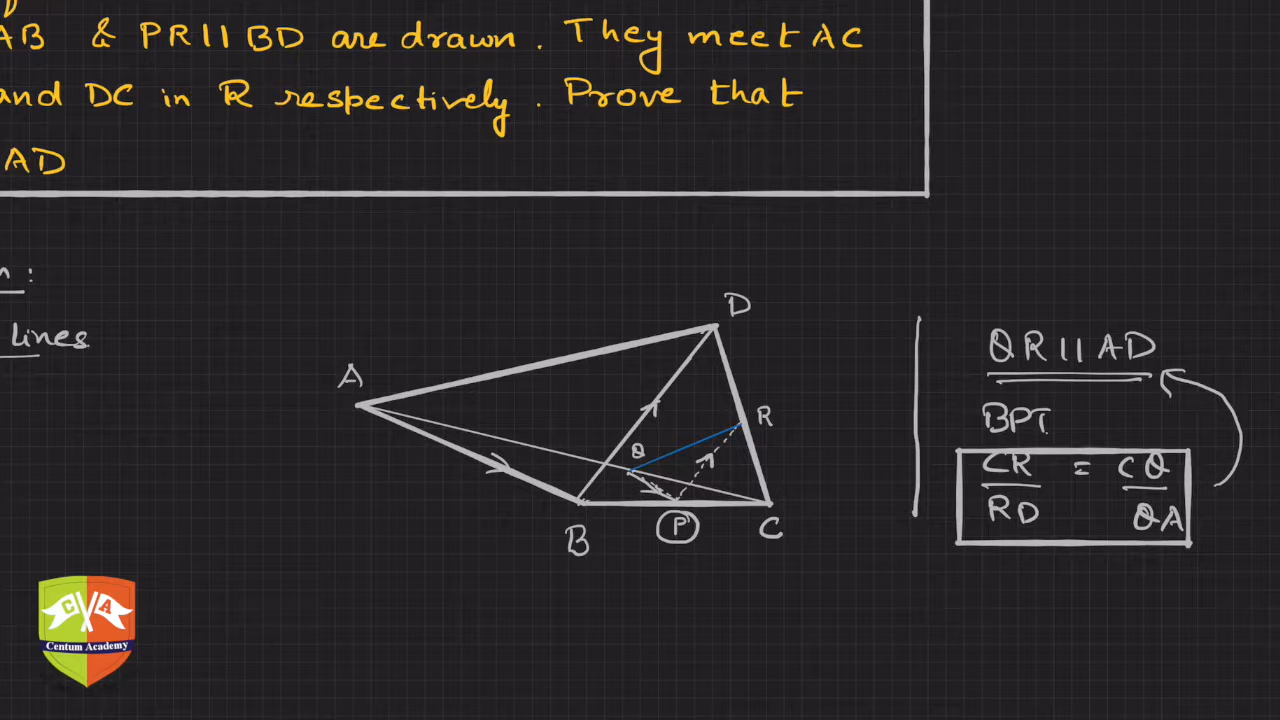 AB & PR || BD are drawn. They meet AC
and DC in R respectively. Prove that
AD
n:
lines
D
A
R
Q
B
P
C
QR || AD
BPT
CR/RD = CQ/QA
C A
Centum Academy